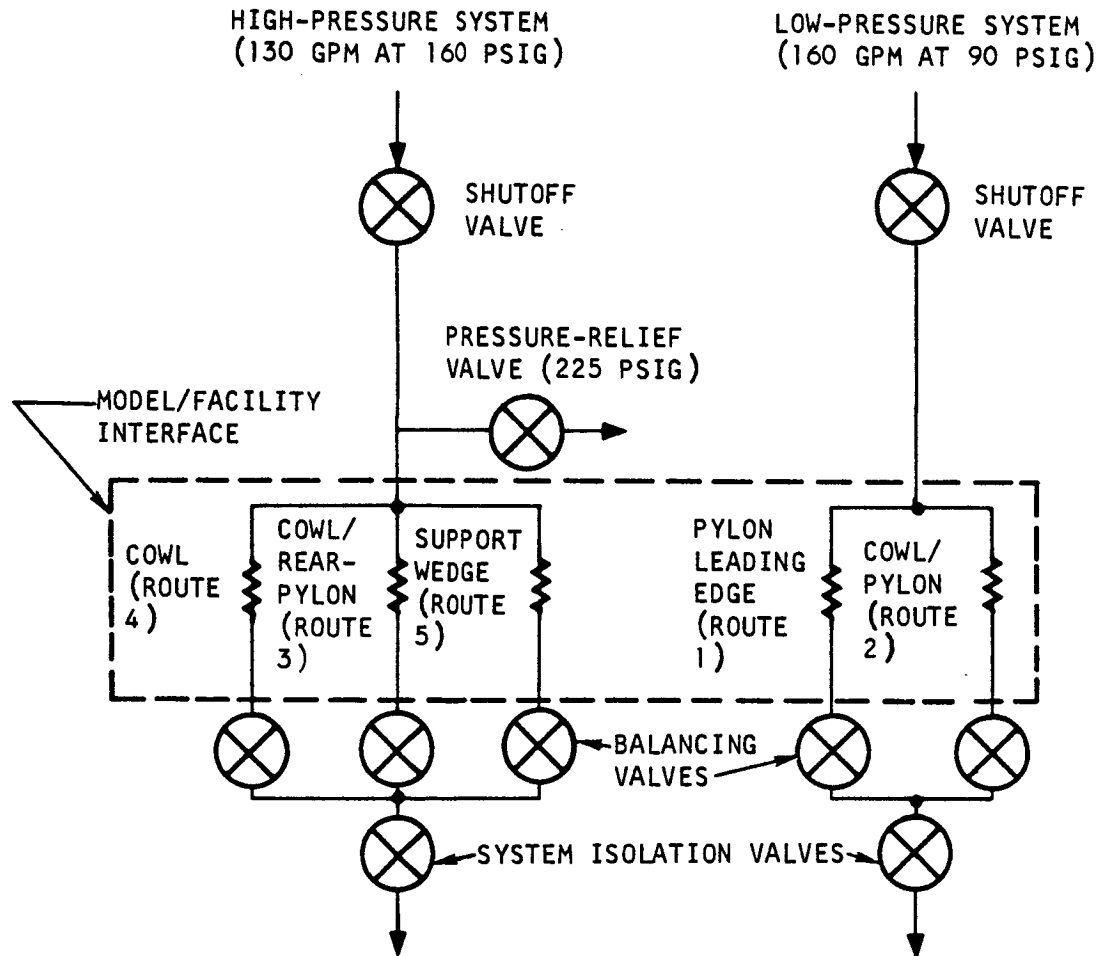 HIGH-PRESSURE SYSTEM
(130 GPM AT 160 PSIG)
LOW-PRESSURE SYSTEM
(160 GPM AT 90 PSIG)
SHUTOFF
VALVE
SHUTOFF
VALVE
PRESSURE-RELIEF
VALVE (225 PSIG)
MODEL/FACILITY
INTERFACE
COWL
(ROUTE
4)
COWL/
REAR-
PYLON
(ROUTE
3)
SUPPORT
WEDGE
(ROUTE
5)
PYLON
LEADING
EDGE
(ROUTE
1)
COWL/
PYLON
(ROUTE
2)
BALANCING
VALVES
SYSTEM ISOLATION VALVES